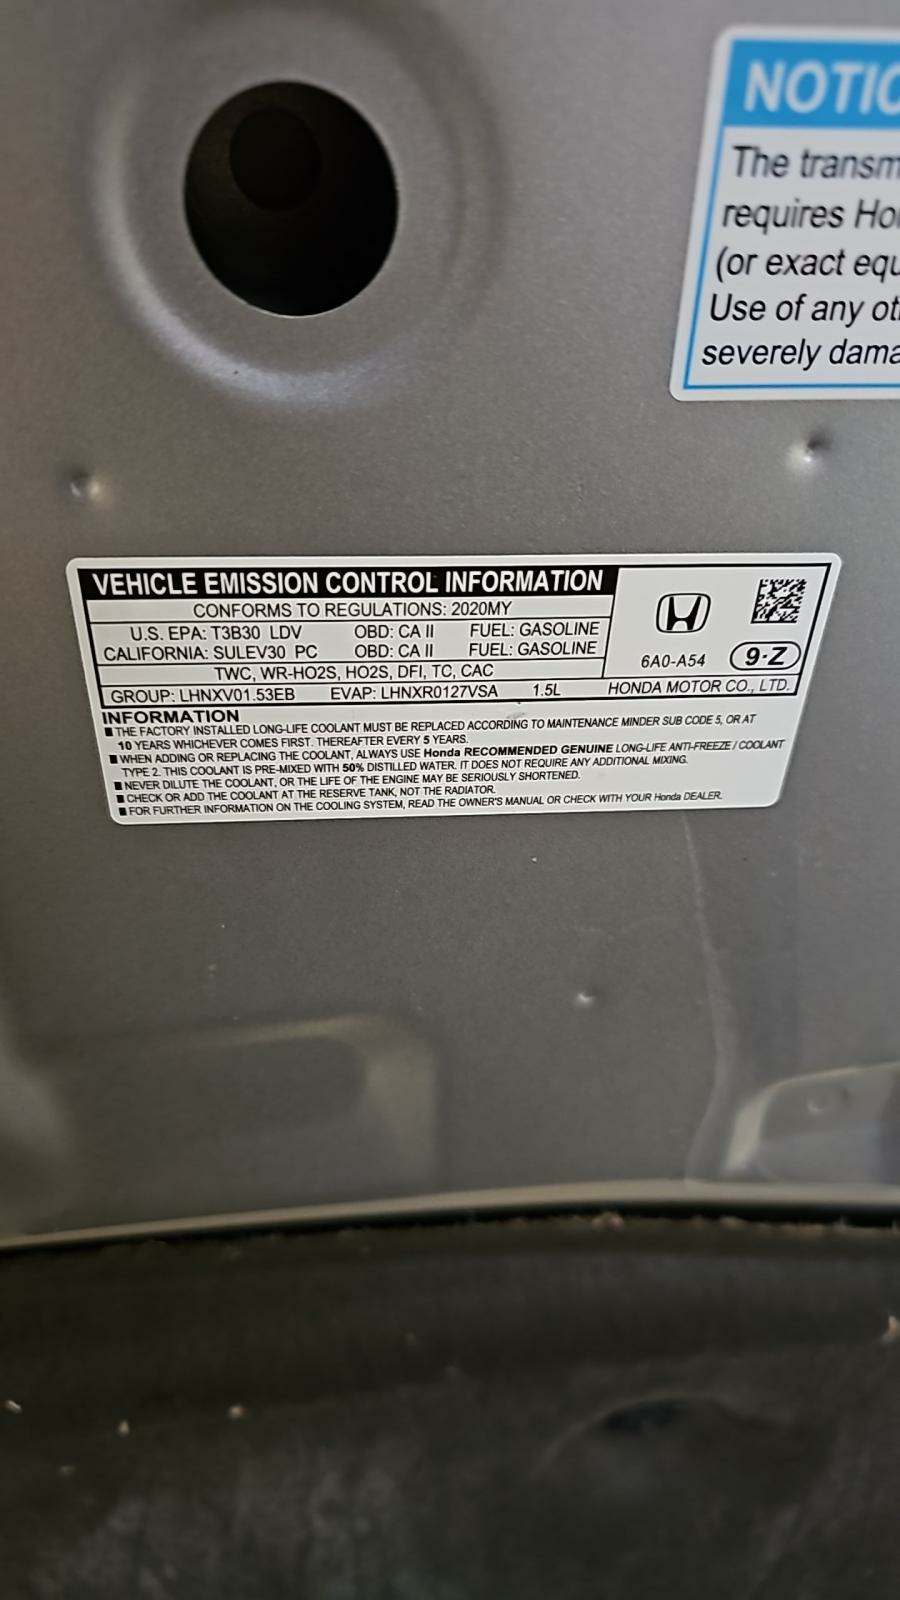 NOTIC
The transm
requires Ho
(or exact equ
Use of any ot
severely dama
VEHICLE EMISSION CONTROL INFORMATION
CONFORMS TO REGULATIONS: 2020MY
U.S. EPA: T3B30 LDV OBD: CA II FUEL: GASOLINE
CALIFORNIA: SULEV30 PC OBD: CA II FUEL: GASOLINE
TWC, WR-HO2S, HO2S, DFI, TC, CAC
GROUP: LHNXV01.53EB EVAP: LHNXR0127VSA 1.5L
6A0-A54 9-Z
HONDA MOTOR CO., LTD.
INFORMATION
■ THE FACTORY INSTALLED LONG-LIFE COOLANT MUST BE REPLACED ACCORDING TO MAINTENANCE MINDER SUB CODE 5, OR AT
10 YEARS WHICHEVER COMES FIRST. THEREAFTER EVERY 5 YEARS.
■ WHEN ADDING OR REPLACING THE COOLANT, ALWAYS USE Honda RECOMMENDED GENUINE LONG-LIFE ANTI-FREEZE / COOLANT
TYPE 2. THIS COOLANT IS PRE-MIXED WITH 50% DISTILLED WATER. IT DOES NOT REQUIRE ANY ADDITIONAL MIXING.
■ NEVER DILUTE THE COOLANT, OR THE LIFE OF THE ENGINE MAY BE SERIOUSLY SHORTENED.
■ CHECK OR ADD THE COOLANT AT THE RESERVE TANK, NOT THE RADIATOR.
■ FOR FURTHER INFORMATION ON THE COOLING SYSTEM, READ THE OWNER'S MANUAL OR CHECK WITH YOUR Honda DEALER.